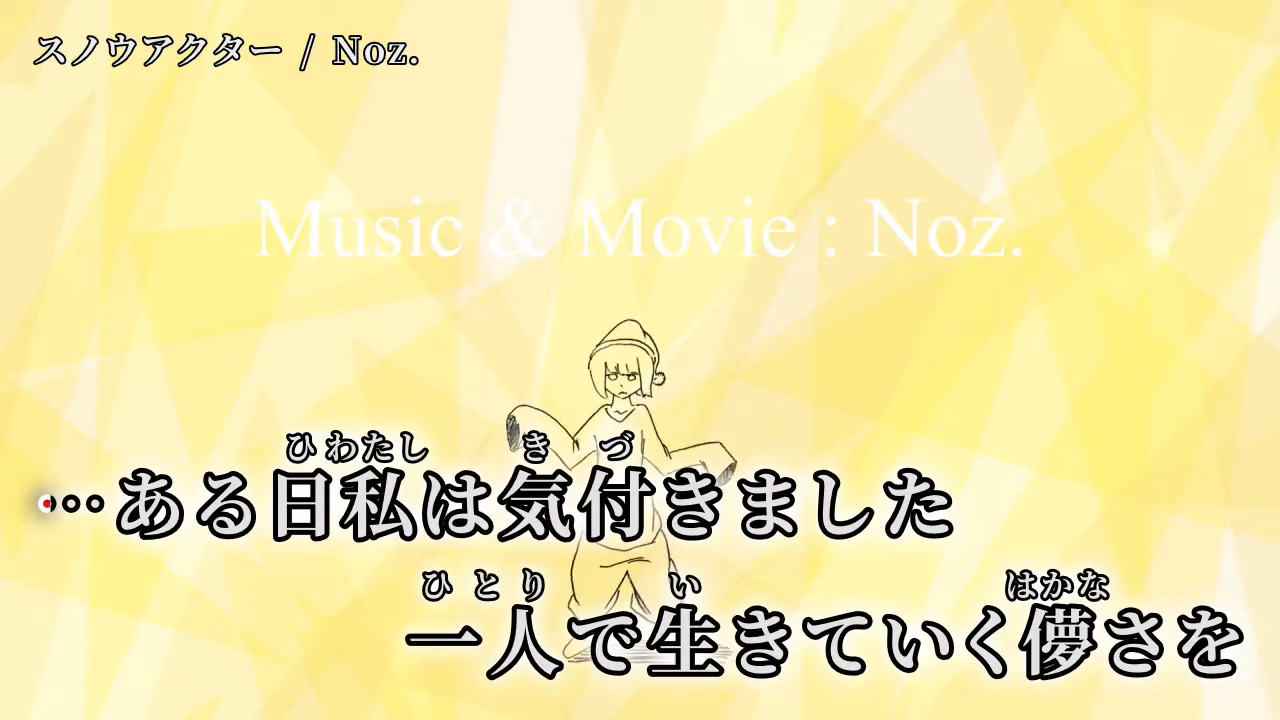 スノウアクター / Noz.
Music & Movie : Noz.
ひわたし きづ
…ある日私は気付きました
ひとり い はかな
一人で生きていく儚さを